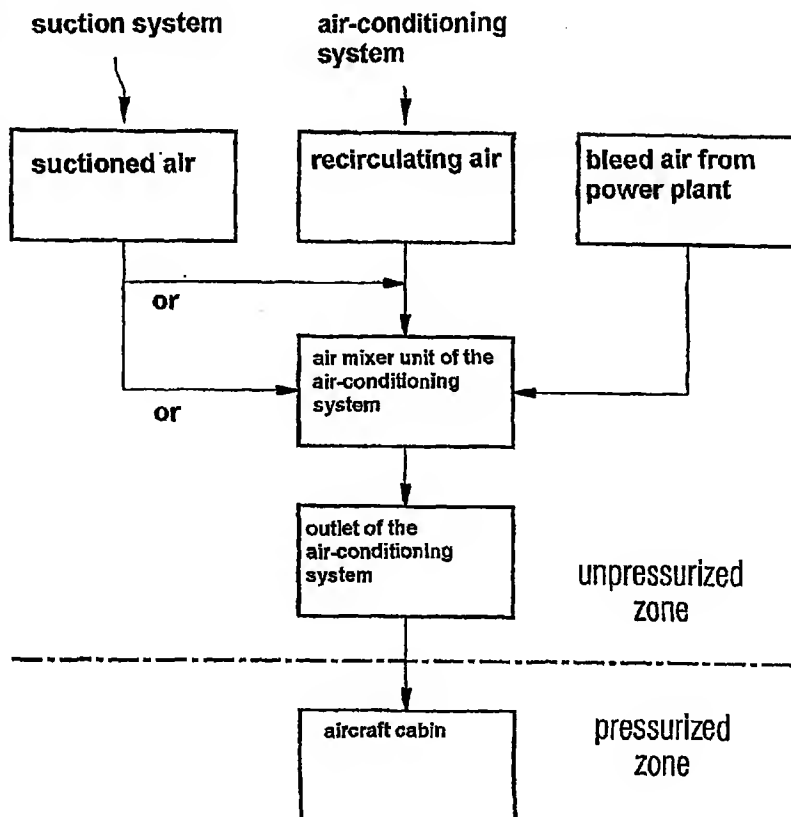 suction system
air-conditioning
system
suctioned air
recirculating air
bleed air from
power plant
or
air mixer unit of the
air-conditioning
system
or
outlet of the
air-conditioning
system
unpressurized
zone
aircraft cabin
pressurized
zone